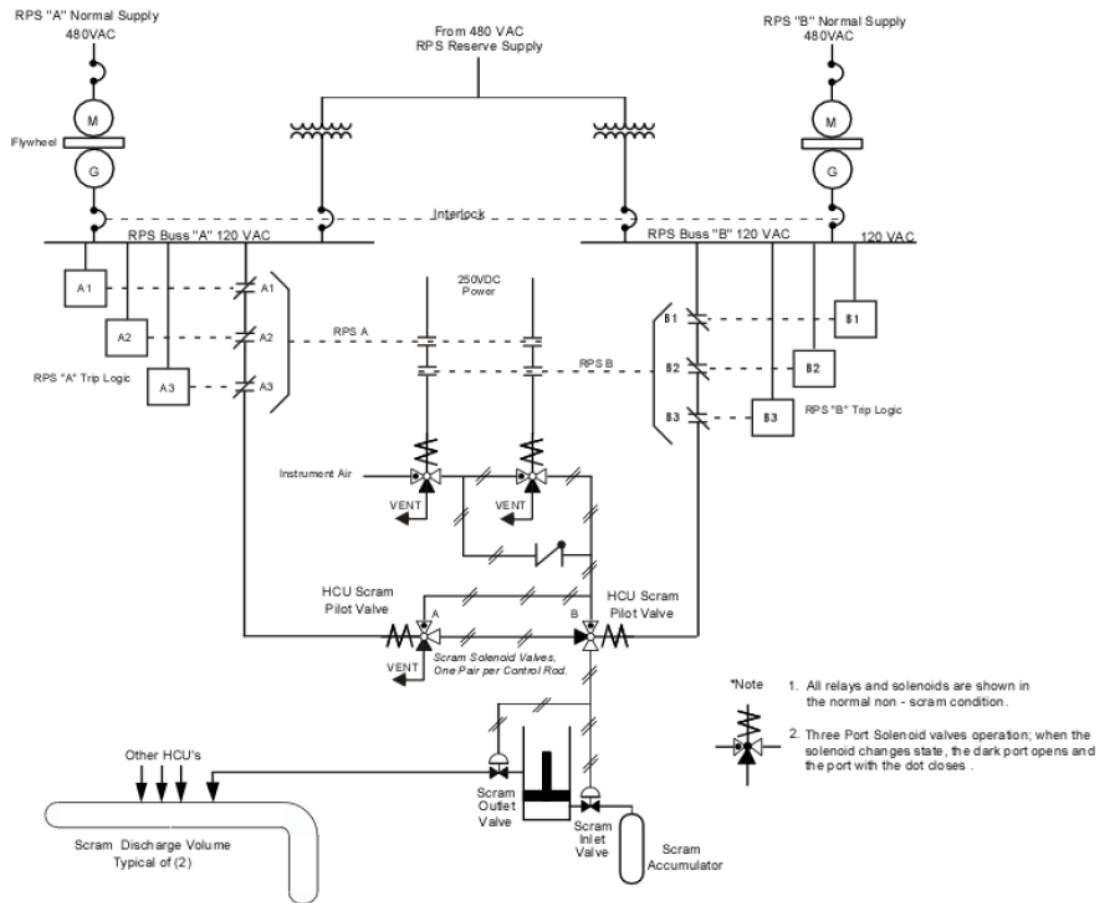 RPS "A" Normal Supply
480VAC
From 480 VAC
RPS Reserve Supply
RPS "B" Normal Supply
480VAC
M
M
Flywheel
G
G
Interlock
RPS Buss "A" 120 VAC
RPS Buss "B" 120 VAC
120 VAC
250VDC
Power
A1
A1
B1
B1
A2
A2
RPS A
RPS B
B2
B2
RPS "A" Trip Logic
A3
A3
B3
B3
RPS "B" Trip Logic
Instrument Air
VENT
VENT
HCU Scram
Pilot Valve
A
B
HCU Scram
Pilot Valve
VENT
Scram Solenoid Valves,
One Pair per Control Rod.
*Note
1. All relays and solenoids are shown in
the normal non - scram condition.
2. Three Port Solenoid valves operation; when the
solenoid changes state, the dark port opens and
the port with the dot closes .
Other HCU's
Scram
Outlet
Valve
Scram
Inlet
Valve
Scram
Accumulator
Scram Discharge Volume
Typical of (2)